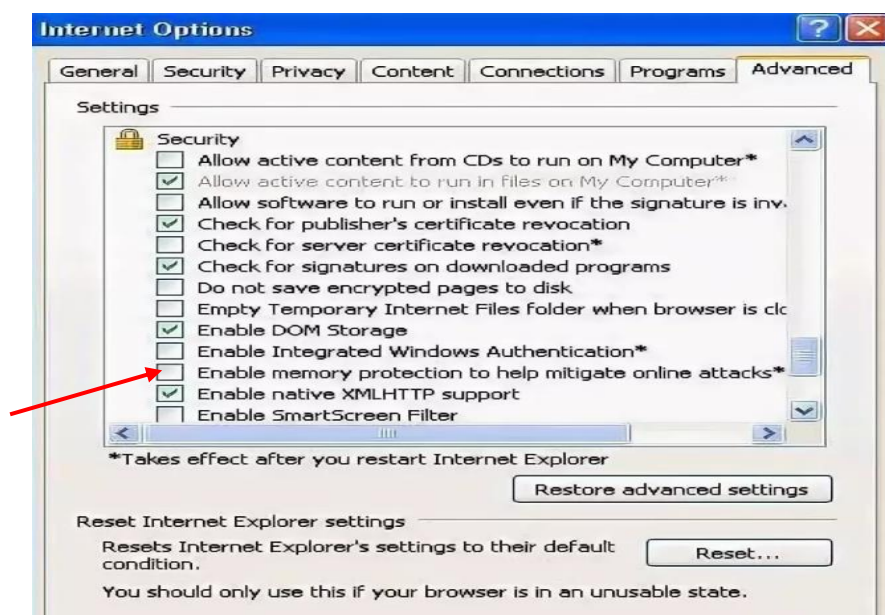 Internet Options
General Security Privacy Content Connections Programs Advanced
Settings
Security
Allow active content from CDs to run on My Computer*
Allow active content to run in files on My Computer*
Allow software to run or install even if the signature is inv
Check for publisher's certificate revocation
Check for server certificate revocation*
Check for signatures on downloaded programs
Do not save encrypted pages to disk
Empty Temporary Internet Files folder when browser is clo
Enable DOM Storage
Enable Integrated Windows Authentication*
Enable memory protection to help mitigate online attacks*
Enable native XMLHTTP support
Enable SmartScreen Filter
*Takes effect after you restart Internet Explorer
Restore advanced settings
Reset Internet Explorer settings
Resets Internet Explorer's settings to their default
condition.
Reset...
You should only use this if your browser is in an unusable state.